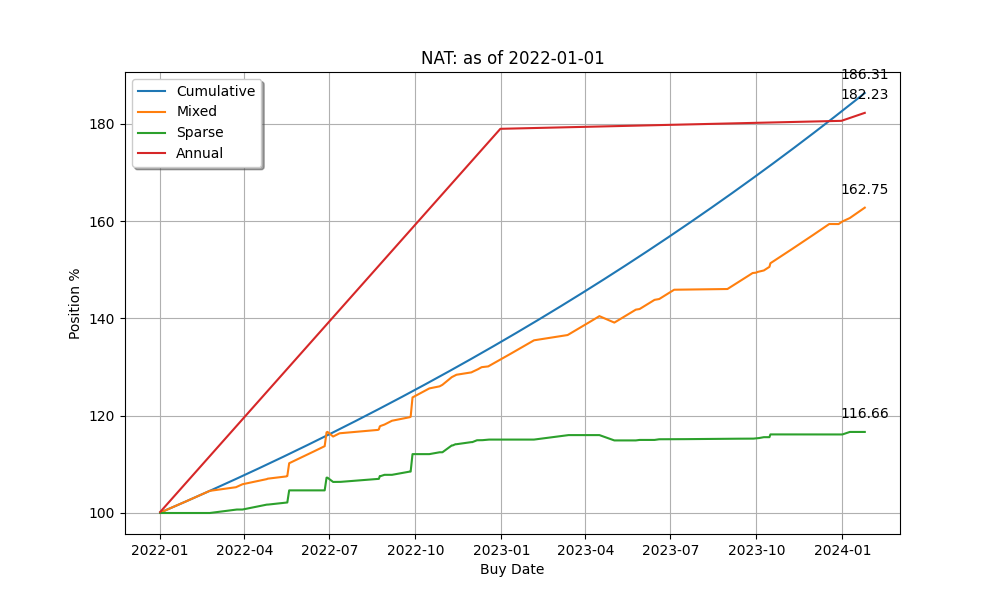 NAT: as of 2022-01-01
186.31
182.23
162.75
116.66
Cumulative
Mixed
Sparse
Annual
Position %
180
160
140
120
100
2022-01
2022-04
2022-07
2022-10
2023-01
2023-04
2023-07
2023-10
2024-01
Buy Date